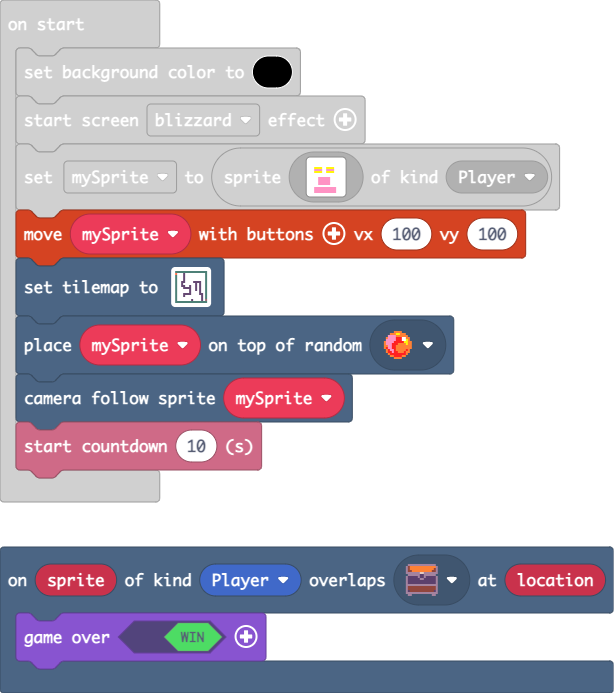 on start
set background color to
start screen blizzard effect
set mySprite to sprite of kind Player
move mySprite with buttons vx 100 vy 100
set tilemap to
place mySprite on top of random
camera follow sprite mySprite
start countdown 10 (s)
on sprite of kind Player overlaps at location
game over WIN